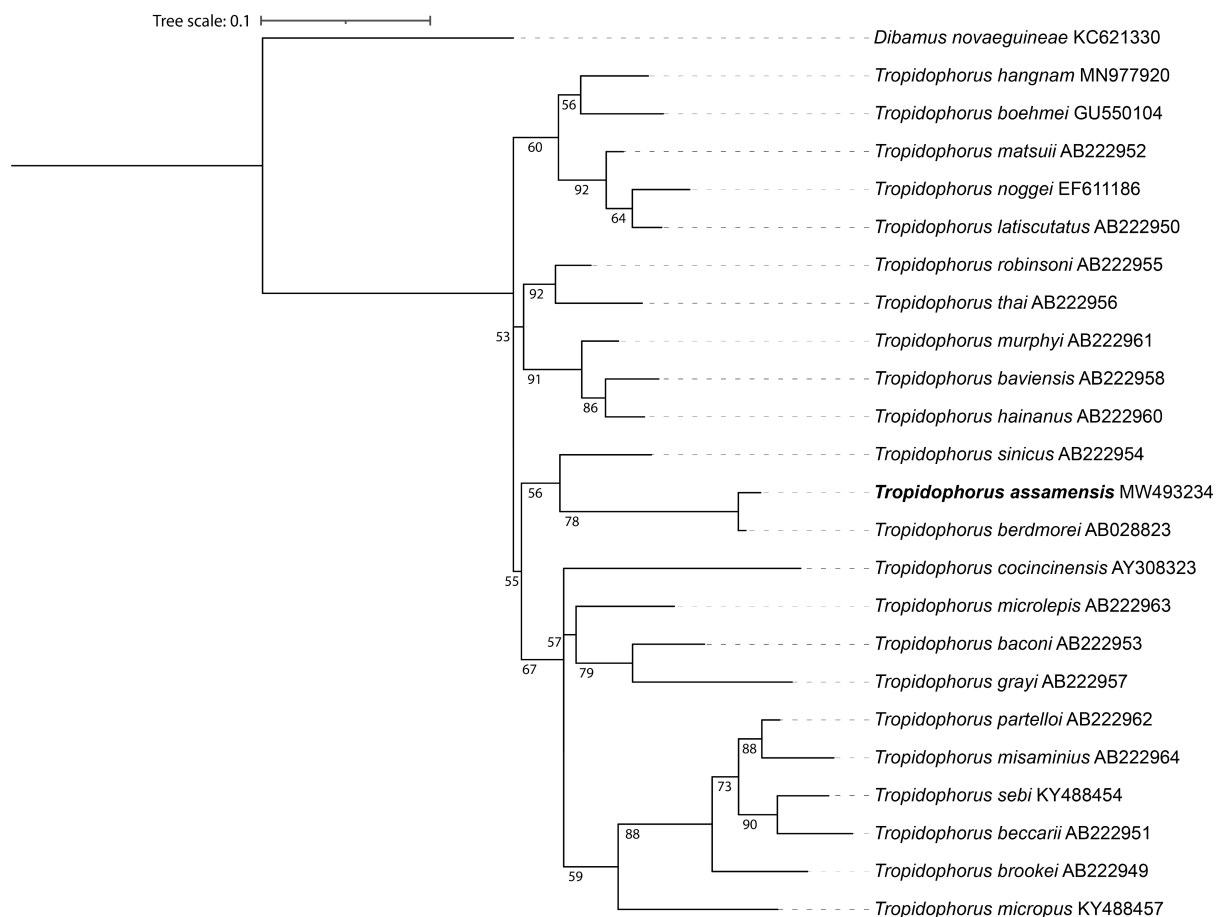 Tree scale: 0.1
Dibamus novaeguineae KC621330
Tropidophorus hangnam MN977920
56
Tropidophorus boehmei GU550104
60
Tropidophorus matsuii AB222952
92
Tropidophorus noggei EF611186
64
Tropidophorus latiscutatus AB222950
Tropidophorus robinsoni AB222955
92
Tropidophorus thai AB222956
53
Tropidophorus murphyi AB222961
91
Tropidophorus baviensis AB222958
86
Tropidophorus hainanus AB222960
Tropidophorus sinicus AB222954
56
Tropidophorus assamensis MW493234
78
Tropidophorus berdmorei AB028823
55
Tropidophorus cocincinensis AY308323
Tropidophorus microlepis AB222963
57
Tropidophorus baconi AB222953
67
79
Tropidophorus grayi AB222957
Tropidophorus partelloi AB222962
88
Tropidophorus misaminius AB222964
73
Tropidophorus sebi KY488454
90
Tropidophorus beccarii AB222951
88
Tropidophorus brookei AB222949
59
Tropidophorus micropus KY488457